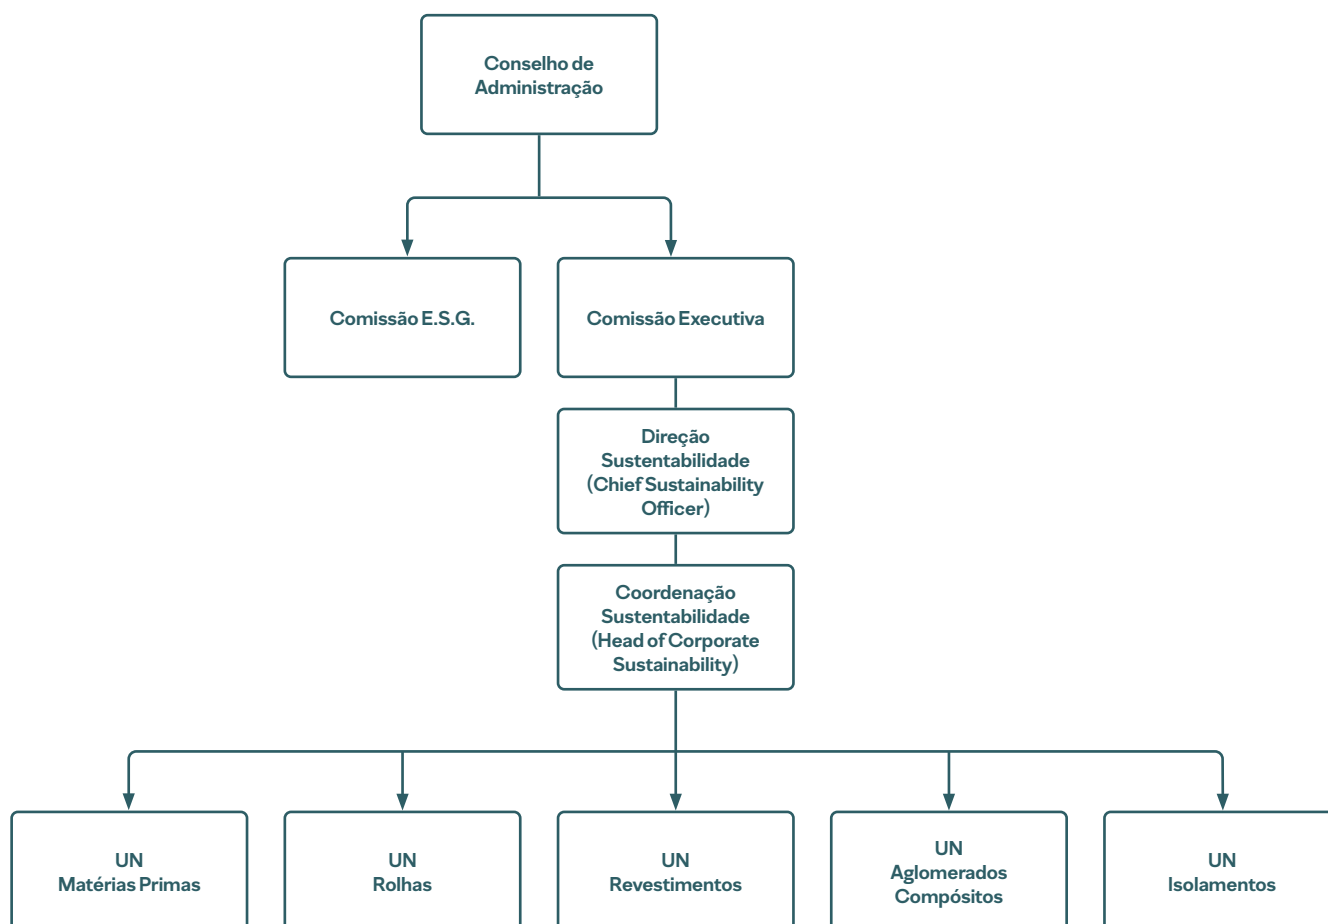 Conselho de
Administração
Comissão E.S.G.
Comissão Executiva
Direção
Sustentabilidade
(Chief Sustainability
Officer)
Coordenação
Sustentabilidade
(Head of Corporate
Sustainability)
UN
Matérias Primas
UN
Rolhas
UN
Revestimentos
UN
Aglomerados
Compósitos
UN
Isolamentos